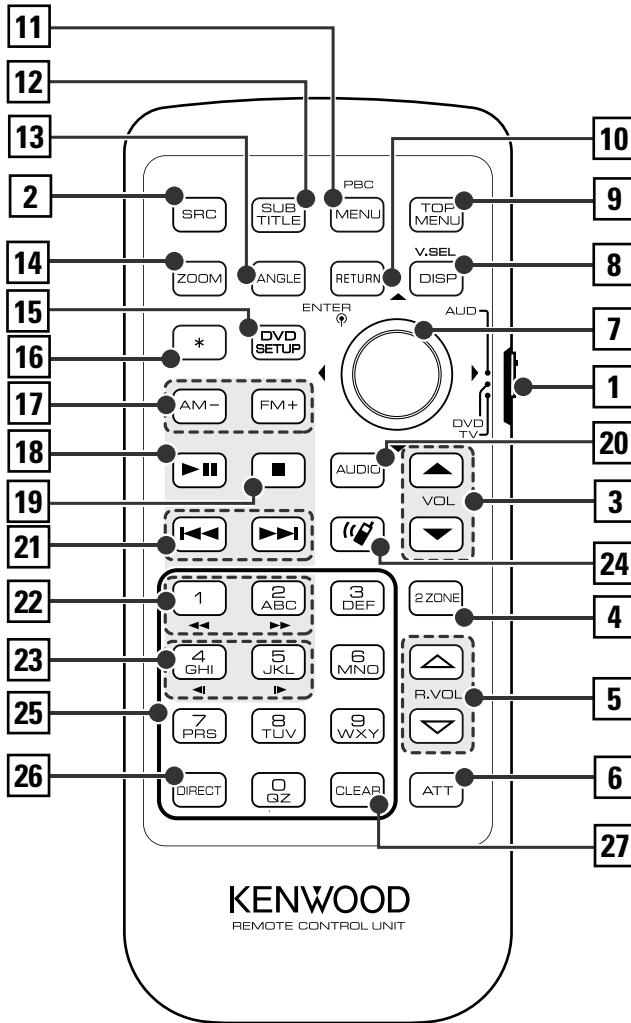 11
12
13
10
PBC
2
SRC
SUB
TITLE
MENU
TOP
MENU
9
V.SEL
14
ZOOM
ANGLE
RETURN
DISP
8
15
ENTER
AUD
*
DVD
SETUP
7
16
17
AM–
FM+
1
DVD
TV
18
AUDIO
20
VOL
3
19
21
24
22
1
2
ABC
3
DEF
2 ZONE
4
23
4
GHI
5
JKL
6
MNO
R.VOL
5
25
7
PRS
8
TUV
9
WXY
26
DIRECT
0
QZ
CLEAR
ATT
6
27
KENWOOD
REMOTE CONTROL UNIT